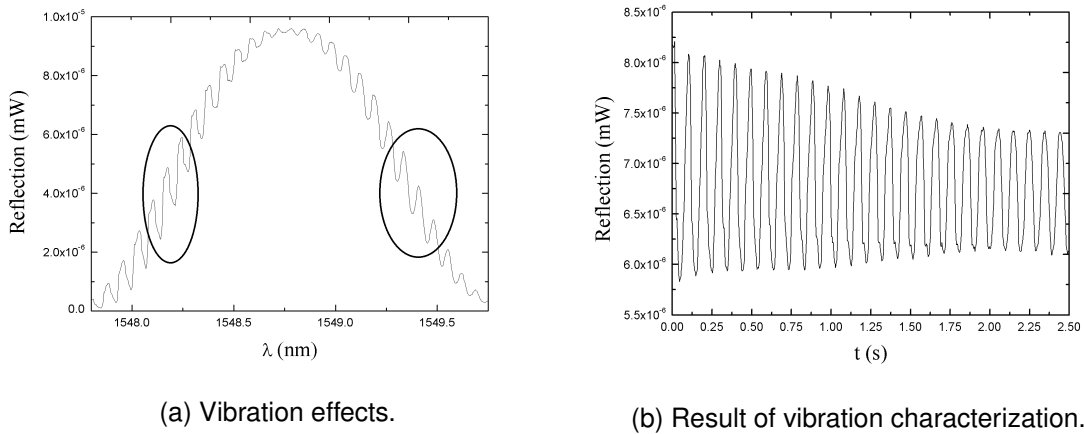 1.0x10⁻⁵
8.0x10⁻⁶
6.0x10⁻⁶
4.0x10⁻⁶
2.0x10⁻⁶
0.0
Reflection (mW)
1548.0 1548.5 1549.0 1549.5
λ (nm)
(a) Vibration effects.
8.5x10⁻⁶
8.0x10⁻⁶
7.5x10⁻⁶
7.0x10⁻⁶
6.5x10⁻⁶
6.0x10⁻⁶
5.5x10⁻⁶
Reflection (mW)
0.00 0.25 0.50 0.75 1.00 1.25 1.50 1.75 2.00 2.25 2.50
t (s)
(b) Result of vibration characterization.